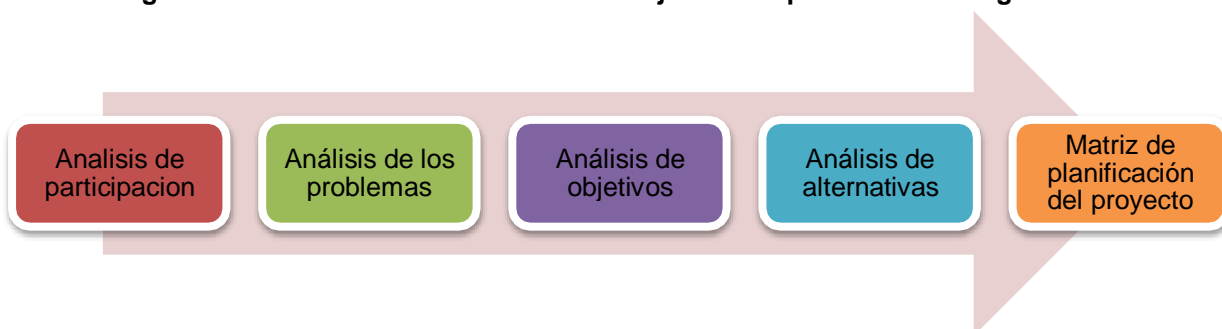 Analisis de
participacion
Análisis de los
problemas
Análisis de
objetivos
Análisis de
alternativas
Matriz de
planificación
del proyecto